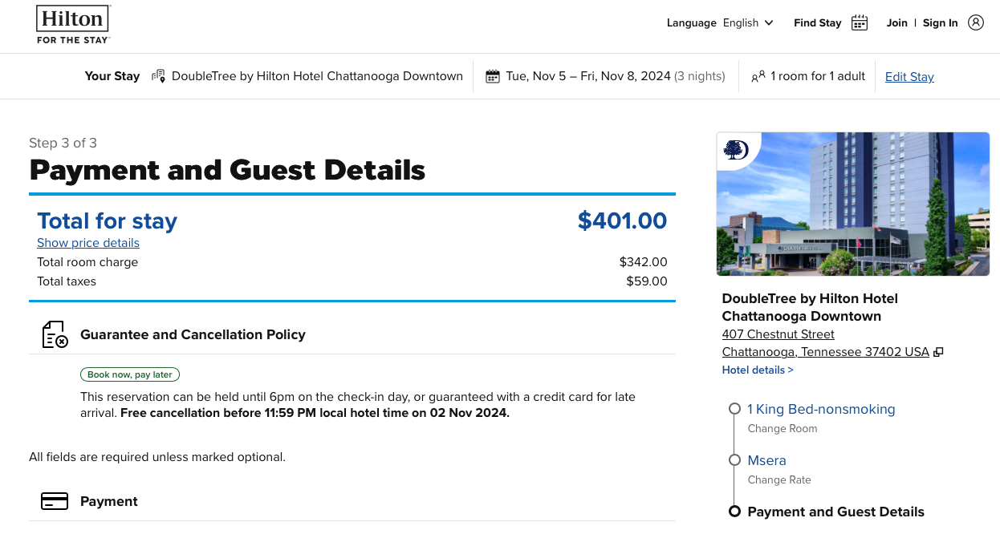 Hilton
FOR THE STAY
Language English
Find Stay
Join | Sign In
Your Stay
DoubleTree by Hilton Hotel Chattanooga Downtown
Tue, Nov 5 – Fri, Nov 8, 2024 (3 nights)
1 room for 1 adult
Edit Stay
Step 3 of 3
Payment and Guest Details
Total for stay $401.00
Show price details
Total room charge $342.00
Total taxes $59.00
Guarantee and Cancellation Policy
Book now, pay later
This reservation can be held until 6pm on the check-in day, or guaranteed with a credit card for late
arrival. Free cancellation before 11:59 PM local hotel time on 02 Nov 2024.
All fields are required unless marked optional.
Payment
D
DoubleTree by Hilton Hotel
Chattanooga Downtown
407 Chestnut Street
Chattanooga, Tennessee 37402 USA
Hotel details >
1 King Bed-nonsmoking
Change Room
Msera
Change Rate
Payment and Guest Details